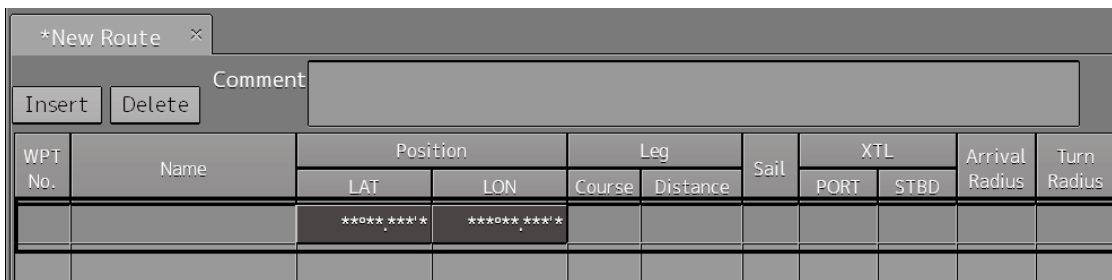 *New Route ×
Comment
Insert Delete
WPT No. Name Position Leg Sail XTL Arrival Radius Turn Radius
LAT LON Course Distance PORT STBD
**°**.***'* ***°**.***'*